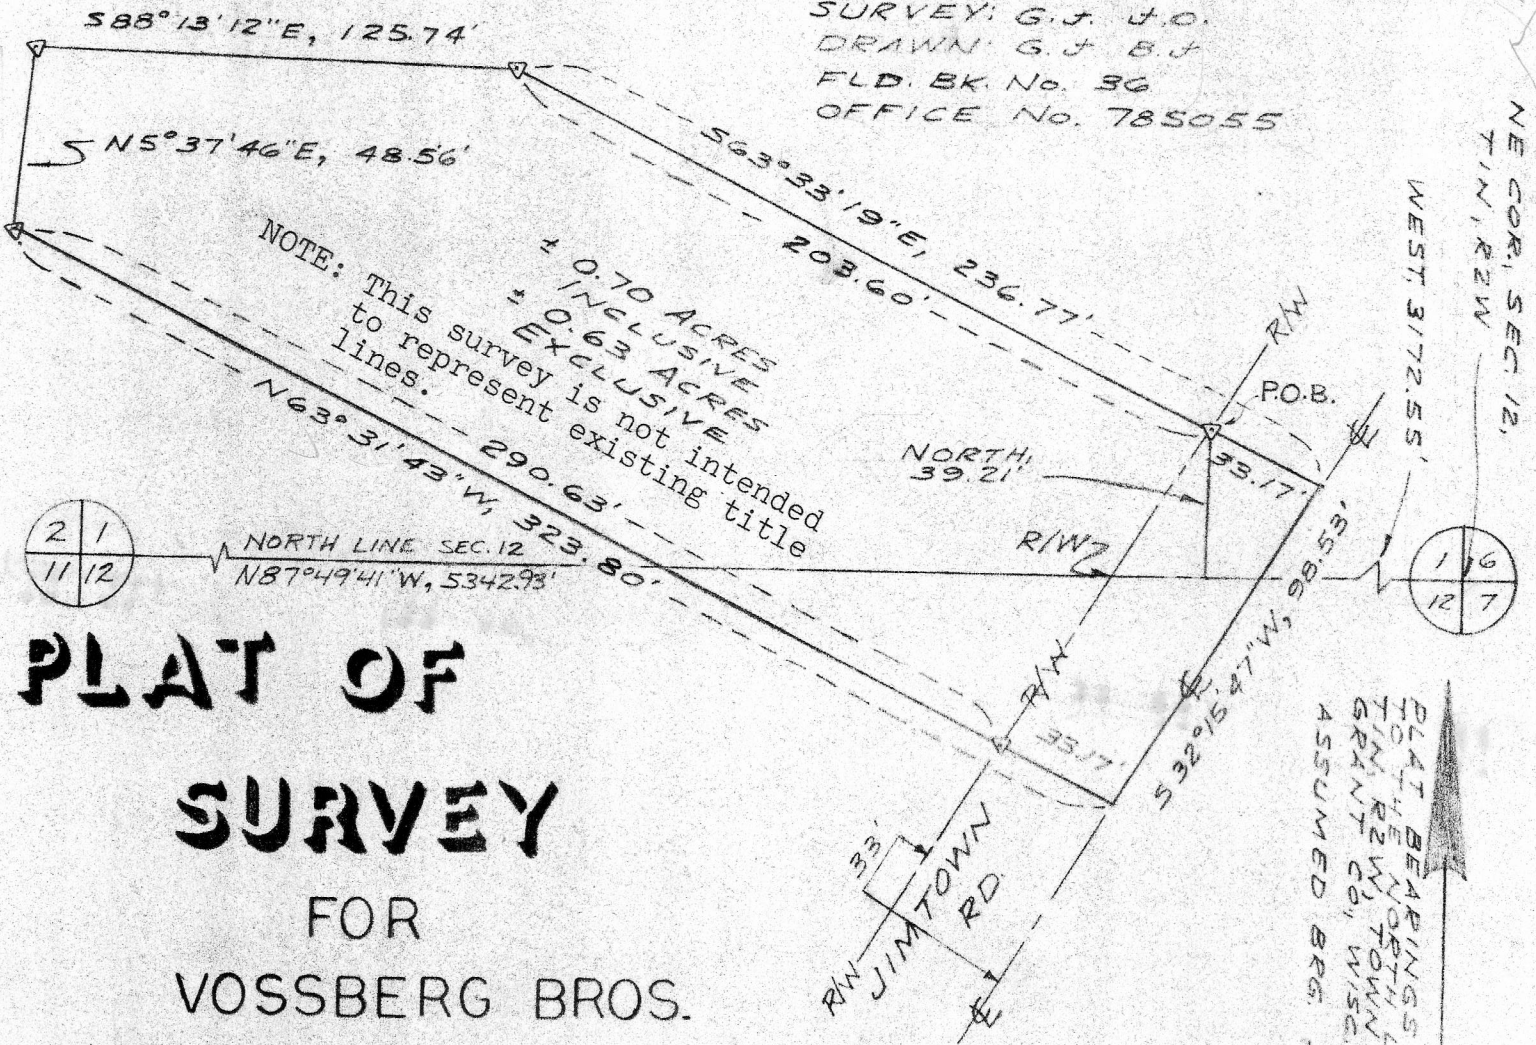 S88°13'12"E, 125.74'
SURVEY: G.J. J.O.
DRAWN: G.J. B.J.
FLD. BK. No. 36
OFFICE No. 785055
N5°37'46"E, 48.56'
S63°33'19"E, 236.77'
203.60'
± 0.70 ACRES
INCLUSIVE
± 0.63 ACRES
EXCLUSIVE
NOTE: This survey is not intended
to represent existing title
lines.
N63°31'43"W, 323.80'
290.63'
NE COR., SEC. 12,
T1N, R2W
WEST, 3172.55'
R/W
P.O.B.
℄
33.17'
NORTH,
39.21'
R/W
2 1
11 12
NORTH LINE SEC. 12
N87°49'41"W, 5342.93'
1 6
12 7
S32°15'47"W, 98.53'
℄
R/W
33.17'
PLAT OF
SURVEY
FOR
VOSSBERG BROS.
33'
JIMTOWN
RD.
R/W
℄
PLAT BEARINGS
TO THE NORTH
T1N R2W, TOWN
GRANT CO., WISC.
ASSUMED BRG.